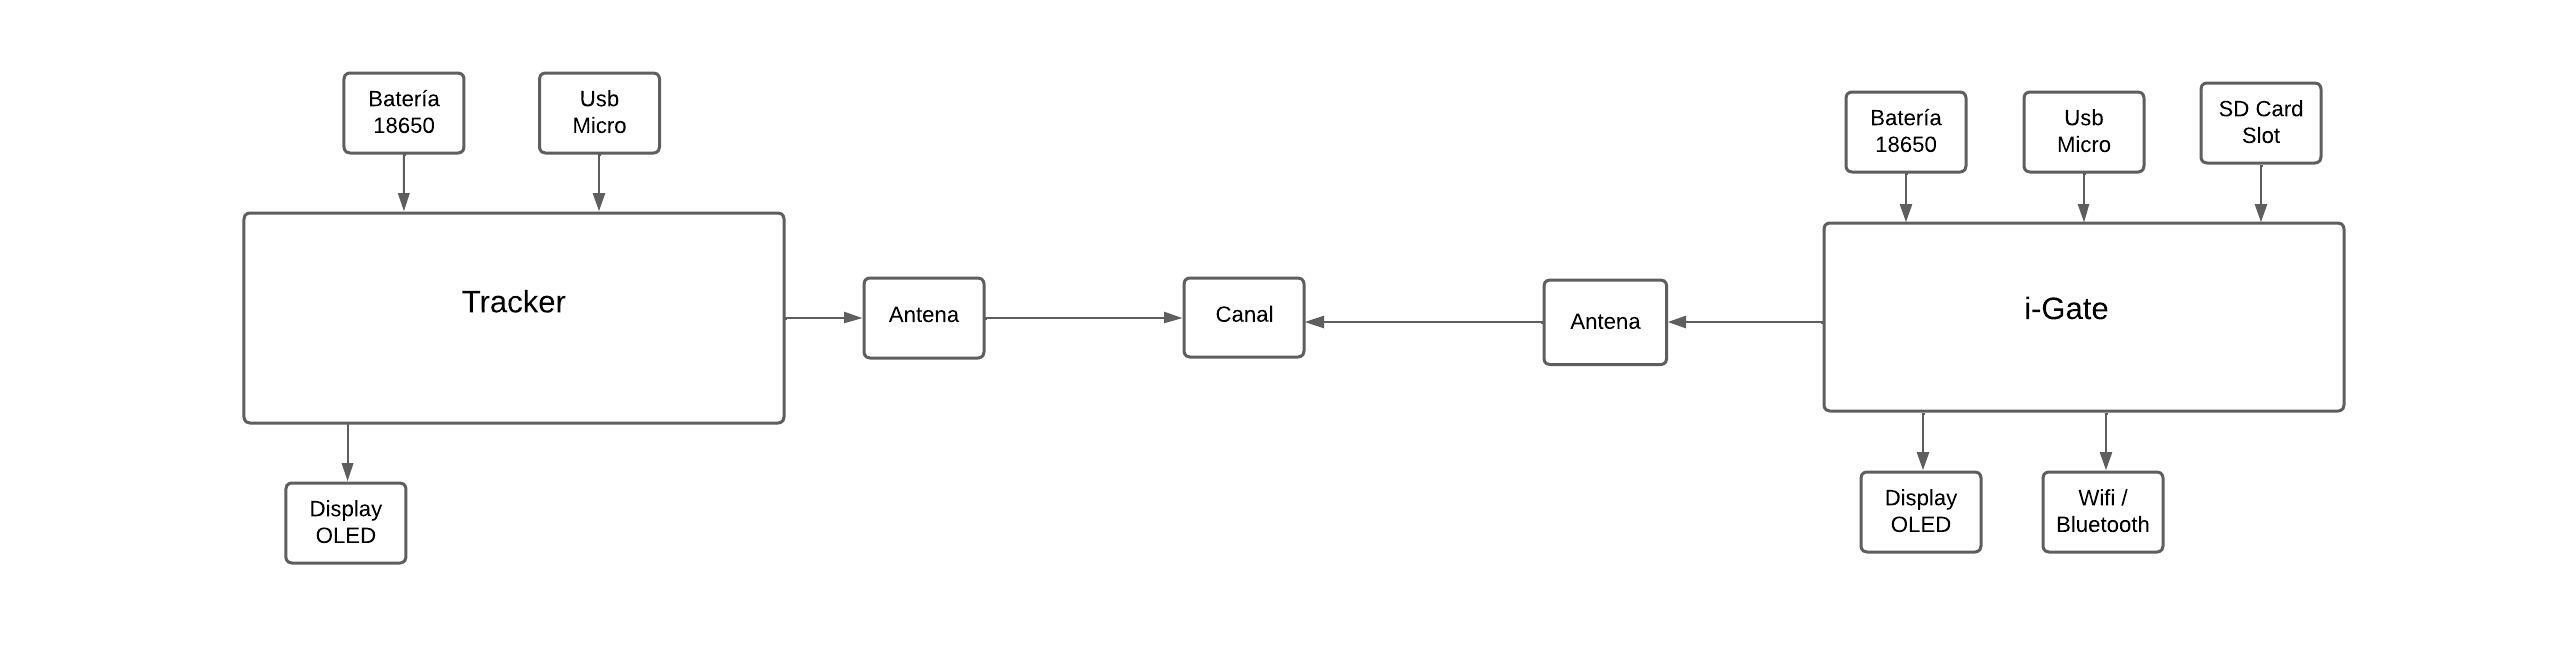 Batería
18650
Usb
Micro
Batería
18650
Usb
Micro
SD Card
Slot
Tracker
Antena
Canal
Antena
i-Gate
Display
OLED
Display
OLED
Wifi /
Bluetooth